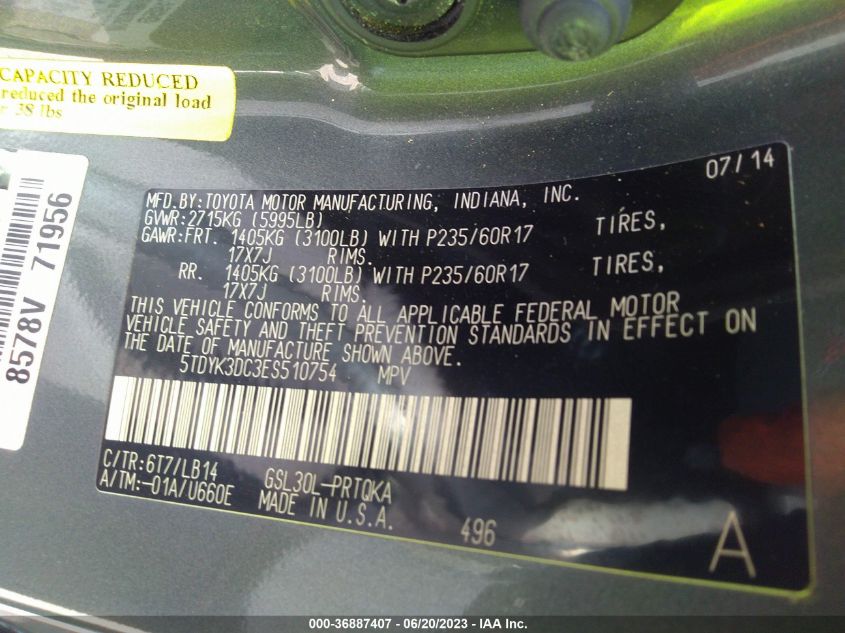 CAPACITY REDUCED
reduced the original load
r 38 lbs
8578V 71956
07/14
MFD.BY:TOYOTA MOTOR MANUFACTURING, INDIANA, INC.
GVWR:2715KG (5995LB)
GAWR:FRT. 1405KG (3100LB) WITH P235/60R17 TIRES,
17X7J RIMS.
RR. 1405KG (3100LB) WITH P235/60R17 TIRES,
17X7J RIMS.
THIS VEHICLE CONFORMS TO ALL APPLICABLE FEDERAL MOTOR
VEHICLE SAFETY AND THEFT PREVENTION STANDARDS IN EFFECT ON
THE DATE OF MANUFACTURE SHOWN ABOVE.
5TDYK3DC3ES510754 MPV
C/TR:6T7/LB14
A/TM:-01A/U660E GSL30L-PRTQKA
MADE IN U.S.A. 496 A
000-36887407 - 06/20/2023 - IAA Inc.